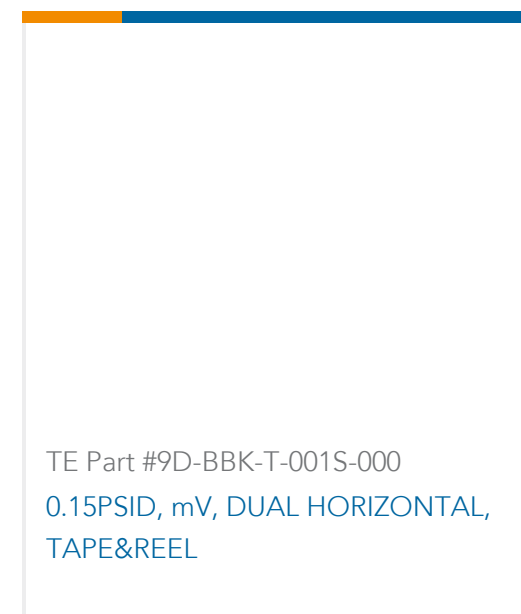 TE Part #9D-BBK-T-001S-000
0.15PSID, mV, DUAL HORIZONTAL,
TAPE&REEL